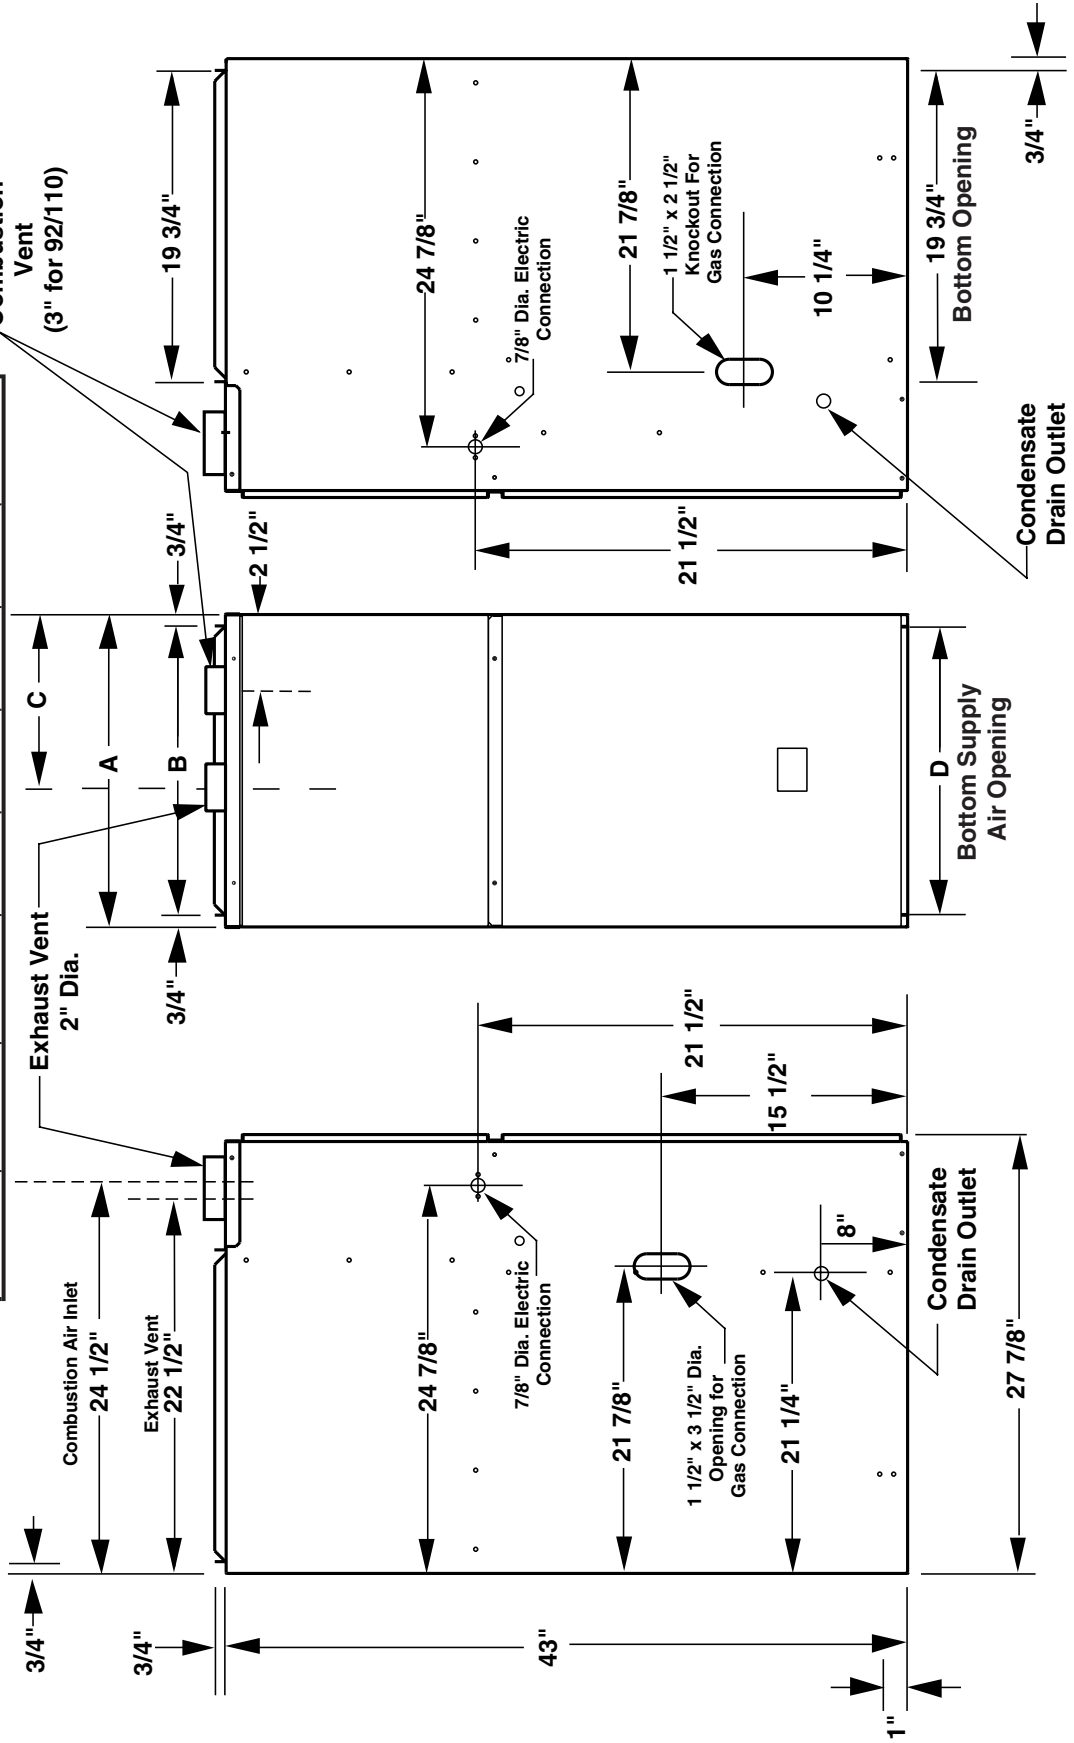 Combustion Air Inlet
24 1/2"
Exhaust Vent
22 1/2"
3/4"
3/4"
43"
1"
24 7/8"
7/8" Dia. Electric
Connection
21 7/8"
1 1/2" x 3 1/2" Dia.
Opening for
Gas Connection
21 1/4"
8"
Condensate
Drain Outlet
27 7/8"
21 1/2"
15 1/2"
Exhaust Vent
2" Dia.
C
A
B
3/4"
3/4"
2 1/2"
D
Bottom Supply
Air Opening
Vent
(3" for 92/110)
19 3/4"
24 7/8"
7/8" Dia. Electric
Connection
21 7/8"
1 1/2" x 2 1/2"
Knockout For
Gas Connection
10 1/4"
21 1/2"
19 3/4"
Bottom Opening
3/4"
Condensate
Drain Outlet